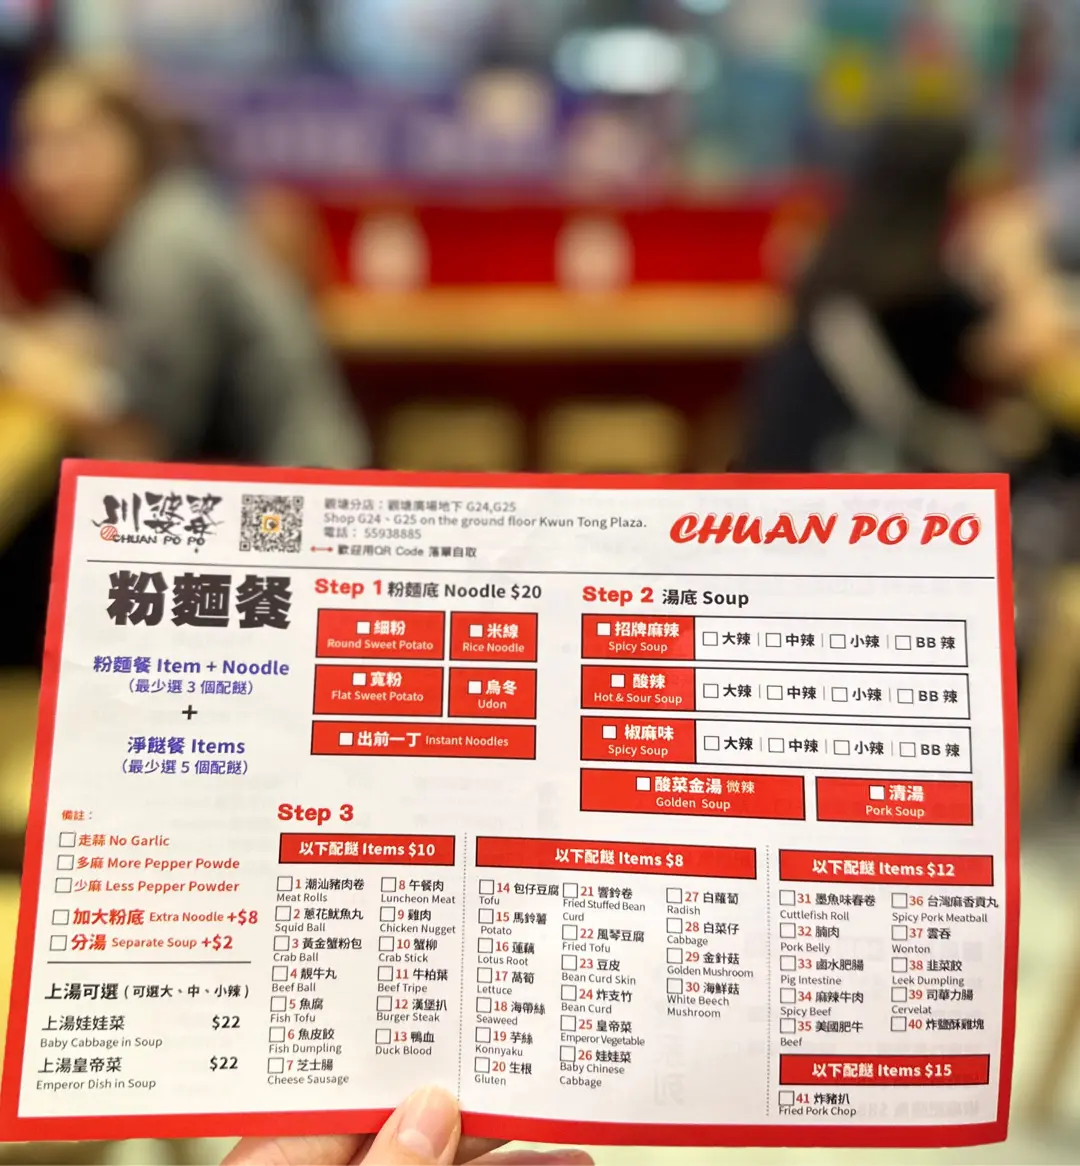 川婆婆
CHUAN PO PO
觀塘分店：觀塘廣場地下 G24,G25
Shop G24、G25 on the ground floor Kwun Tong Plaza.
電話： 55938885
歡迎用QR Code 落單自取
CHUAN PO PO
粉麵餐
粉麵餐 Item + Noodle
（最少選 3 個配餸）
+
淨餸餐 Items
（最少選 5 個配餸）
Step 1 粉麵底 Noodle $20
細粉
Round Sweet Potato
米線
Rice Noodle
寬粉
Flat Sweet Potato
烏冬
Udon
出前一丁 Instant Noodles
Step 2 湯底 Soup
招牌麻辣
Spicy Soup
大辣 | 中辣 | 小辣 | BB 辣
酸辣
Hot & Sour Soup
大辣 | 中辣 | 小辣 | BB 辣
椒麻味
Spicy Soup
大辣 | 中辣 | 小辣 | BB 辣
酸菜金湯 微辣
Golden Soup
清湯
Pork Soup
備註：
走蒜 No Garlic
多麻 More Pepper Powde
少麻 Less Pepper Powder
加大粉底 Extra Noodle +$8
分湯 Separate Soup +$2
上湯可選 ( 可選大、中、小辣 )
上湯娃娃菜 $22
Baby Cabbage in Soup
上湯皇帝菜 $22
Emperor Dish in Soup
Step 3
以下配餸 Items $10
1 潮汕豬肉卷
Meat Rolls
2 蔥花魷魚丸
Squid Ball
3 黃金蟹粉包
Crab Ball
4 靚牛丸
Beef Ball
5 魚腐
Fish Tofu
6 魚皮餃
Fish Dumpling
7 芝士腸
Cheese Sausage
8 午餐肉
Luncheon Meat
9 雞肉
Chicken Nugget
10 蟹柳
Crab Stick
11 牛柏葉
Beef Tripe
12 漢堡扒
Burger Steak
13 鴨血
Duck Blood
以下配餸 Items $8
14 包仔豆腐
Tofu
15 馬鈴薯
Potato
16 蓮藕
Lotus Root
17 萵筍
Lettuce
18 海帶絲
Seaweed
19 芋絲
Konnyaku
20 生根
Gluten
21 響鈴卷
Fried Stuffed Bean
Curd
22 風琴豆腐
Fried Tofu
23 豆皮
Bean Curd Skin
24 炸支竹
Bean Curd
25 皇帝菜
Emperor Vegetable
26 娃娃菜
Baby Chinese
Cabbage
27 白蘿蔔
Radish
28 白菜仔
Cabbage
29 金針菇
Golden Mushroom
30 海鮮菇
White Beech
Mushroom
以下配餸 Items $12
31 墨魚味春卷
Cuttlefish Roll
32 腩肉
Pork Belly
33 鹵水肥腸
Pig Intestine
34 麻辣牛肉
Spicy Beef
35 美國肥牛
Beef
36 台灣麻香貢丸
Spicy Pork Meatball
37 雲吞
Wonton
38 韭菜餃
Leek Dumpling
39 司華力腸
Cervelat
40 炸鹽酥雞塊
以下配餸 Items $15
41 炸豬扒
Fried Pork Chop